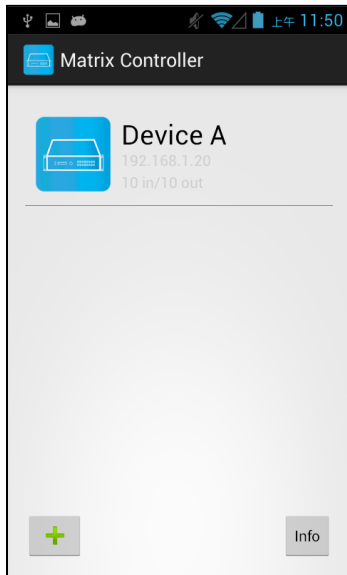 上午 11:50
Matrix Controller
Device A
192.168.1.20
10 in/10 out
Info